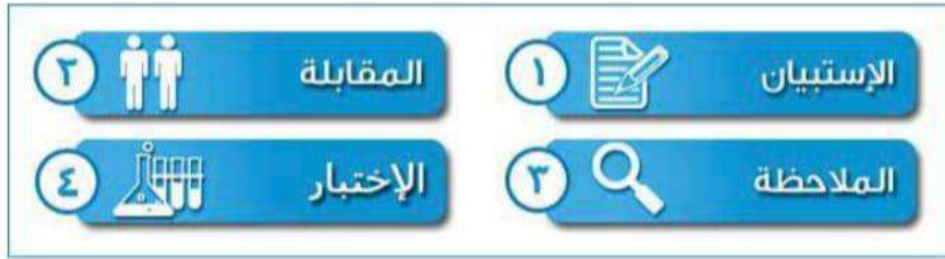 الإستبيان ١
المقابلة ٢
الملاحظة ٣
الإختبار ٤